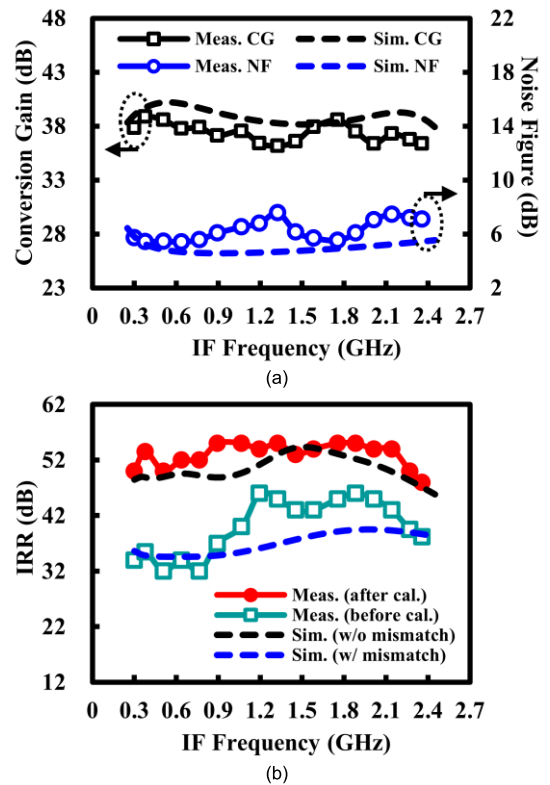 48
43
38
33
28
23
Conversion Gain (dB)
Meas. CG
Sim. CG
Meas. NF
Sim. NF
22
18
14
10
6
2
Noise Figure (dB)
0 0.3 0.6 0.9 1.2 1.5 1.8 2.1 2.4 2.7
IF Frequency (GHz)
(a)
62
52
42
32
22
12
IRR (dB)
Meas. (after cal.)
Meas. (before cal.)
Sim. (w/o mismatch)
Sim. (w/ mismatch)
0 0.3 0.6 0.9 1.2 1.5 1.8 2.1 2.4 2.7
IF Frequency (GHz)
(b)